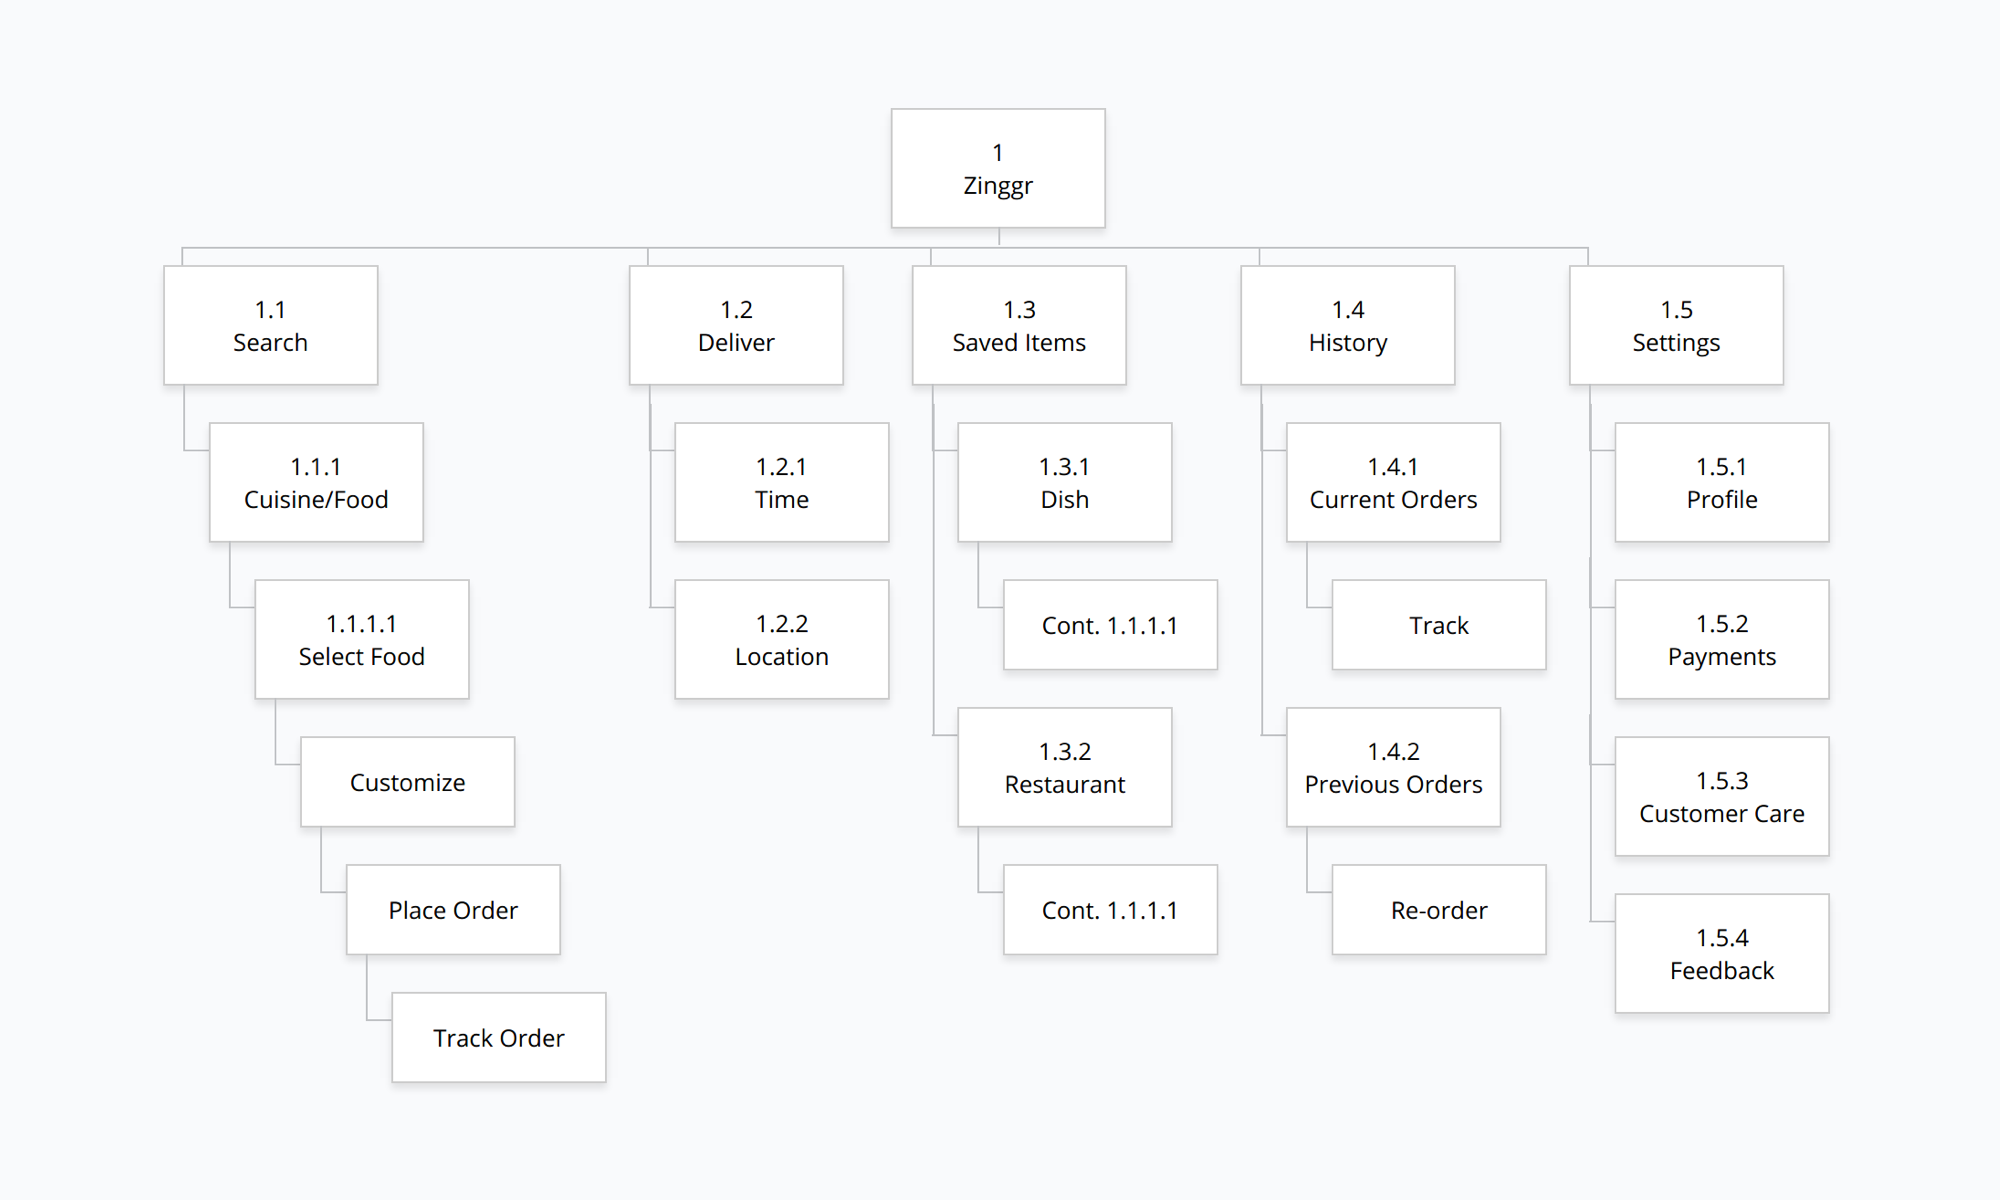 1
Zinggr
1.1
Search
1.1.1
Cuisine/Food
1.1.1.1
Select Food
Customize
Place Order
Track Order
1.2
Deliver
1.2.1
Time
1.2.2
Location
1.3
Saved Items
1.3.1
Dish
Cont. 1.1.1.1
1.3.2
Restaurant
Cont. 1.1.1.1
1.4
History
1.4.1
Current Orders
Track
1.4.2
Previous Orders
Re-order
1.5
Settings
1.5.1
Profile
1.5.2
Payments
1.5.3
Customer Care
1.5.4
Feedback